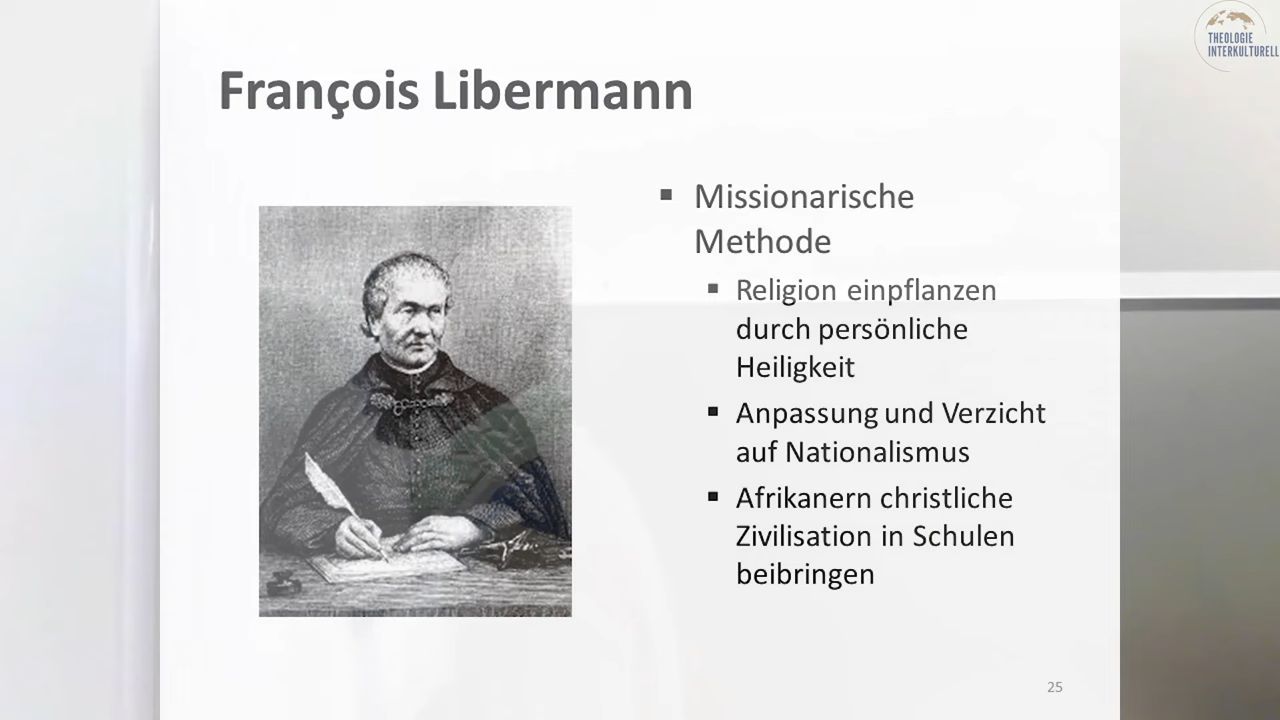 THEOLOGIE
INTERKULTURELL
François Libermann
▪ Missionarische
Methode
▪ Religion einpflanzen
durch persönliche
Heiligkeit
▪ Anpassung und Verzicht
auf Nationalismus
▪ Afrikanern christliche
Zivilisation in Schulen
beibringen
25